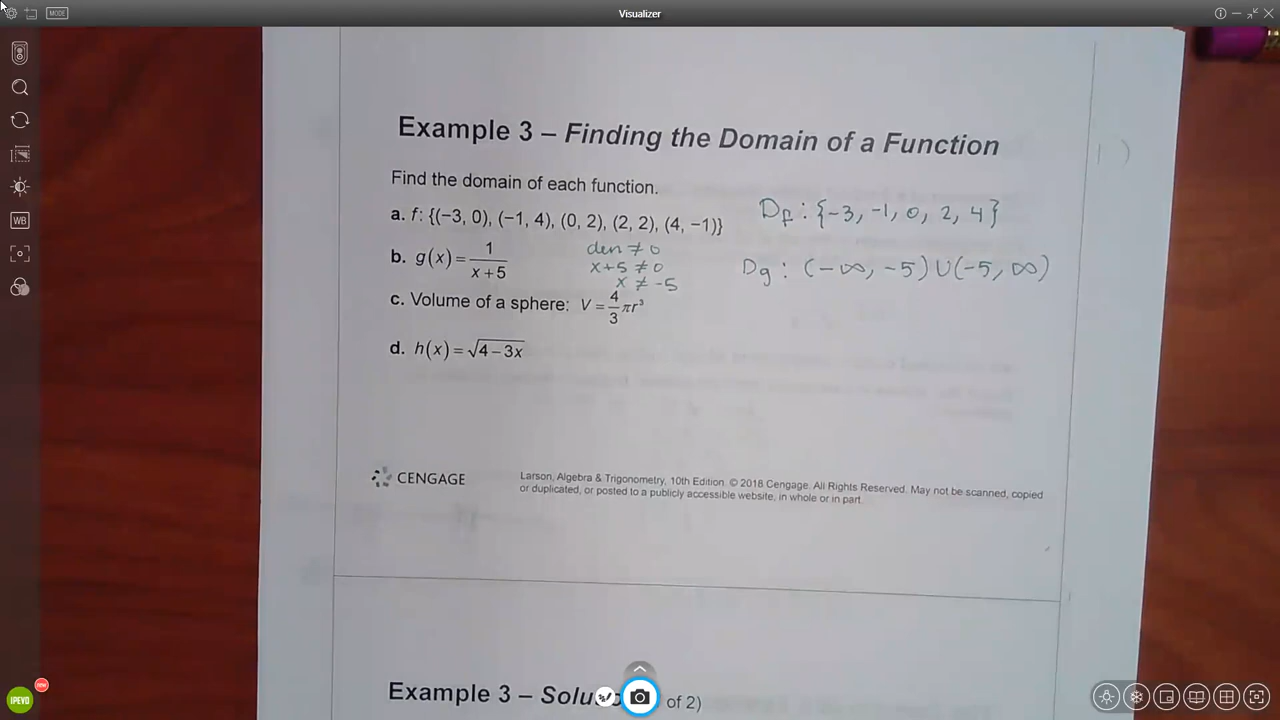 MODE
Visualizer
Example 3 – Finding the Domain of a Function
Find the domain of each function.
a. f: {(−3, 0), (−1, 4), (0, 2), (2, 2), (4, −1)}
Df : {-3, -1, 0, 2, 4}
den ≠ 0
b. g(x) = 1/(x+5)
x+5 ≠ 0
x ≠ -5
Dg : (-∞, -5) ∪ (-5, ∞)
c. Volume of a sphere: V = 4/3 πr³
d. h(x) = √(4−3x)
CENGAGE
Larson, Algebra & Trigonometry, 10th Edition. © 2018 Cengage. All Rights Reserved. May not be scanned, copied
or duplicated, or posted to a publicly accessible website, in whole or in part.
WB
Example 3 –
of 2)
IPEVO
new